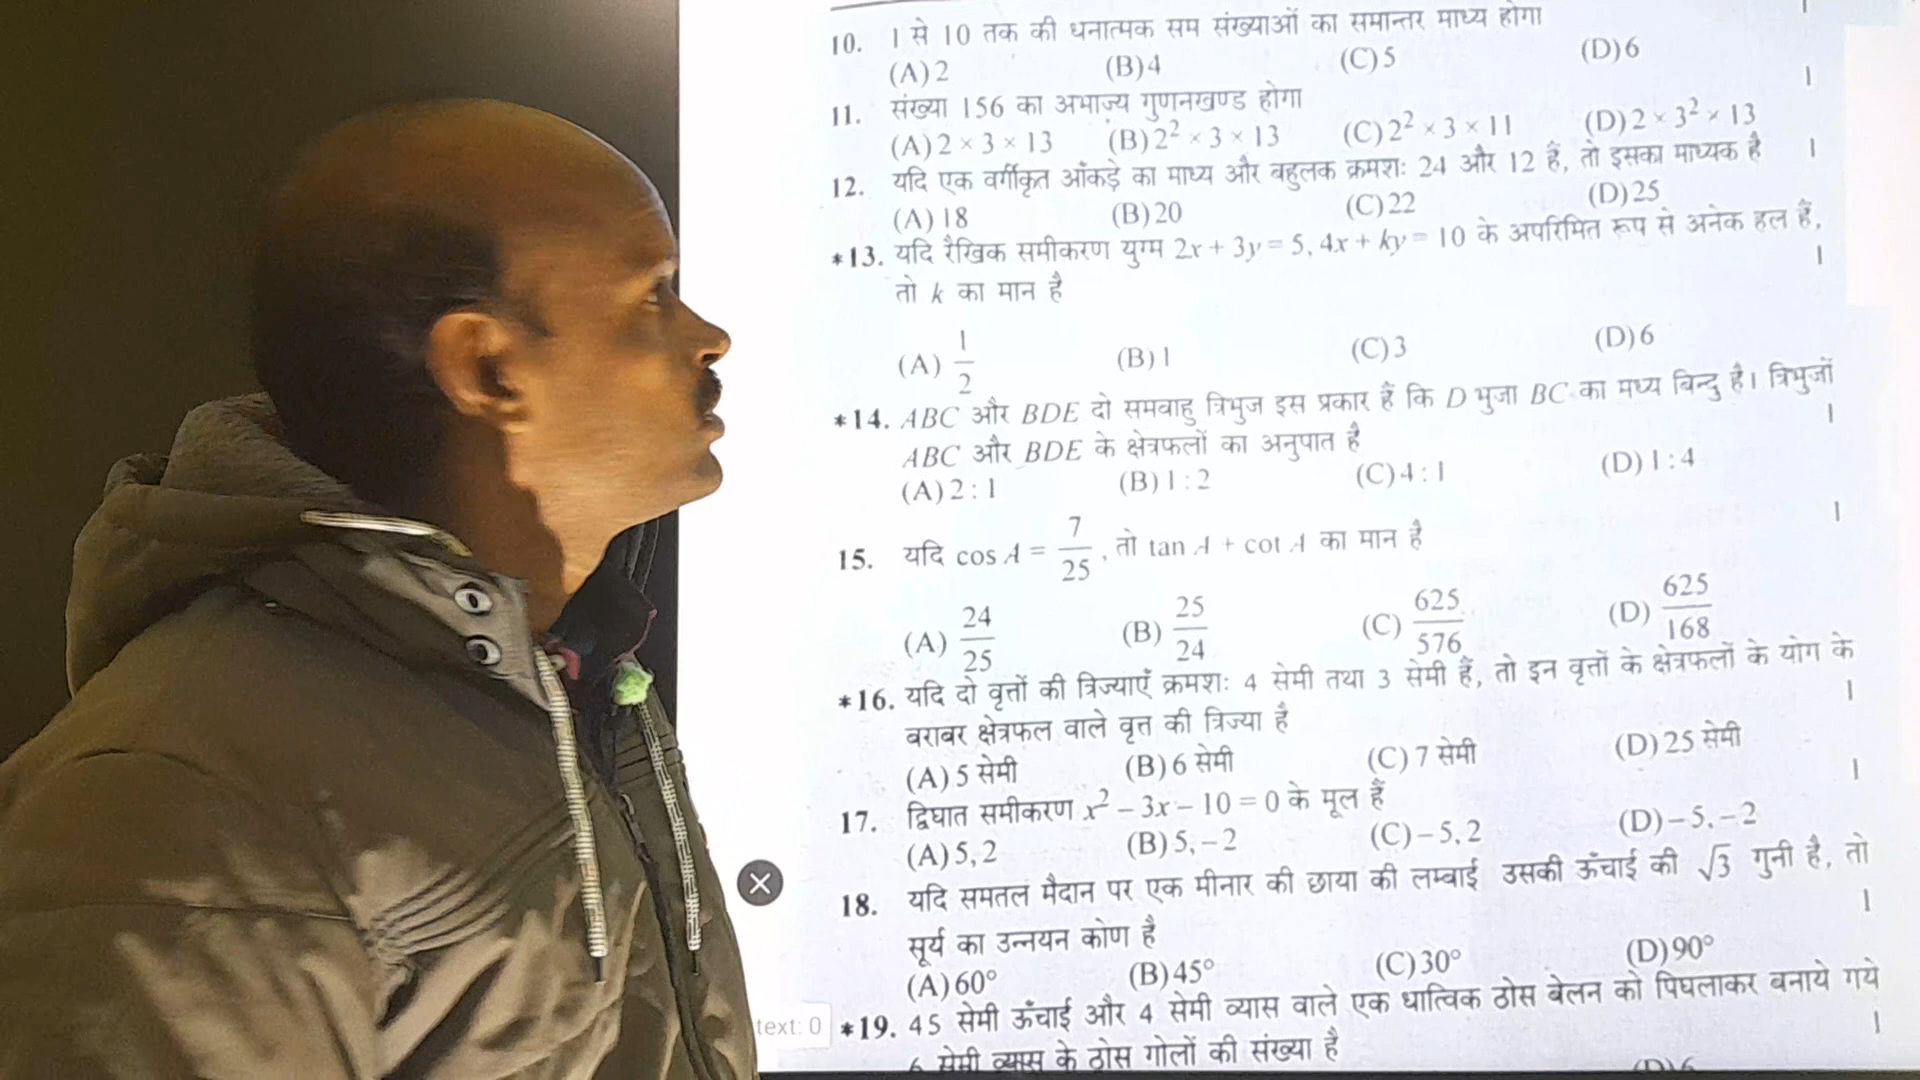 10. 1 से 10 तक की धनात्मक सम संख्याओं का समान्तर माध्य होगा 1
(A) 2 (B) 4 (C) 5 (D) 6
11. संख्या 156 का अभाज्य गुणनखण्ड होगा 1
(A) 2 × 3 × 13 (B) 2² × 3 × 13 (C) 2² × 3 × 11 (D) 2 × 3² × 13
12. यदि एक वर्गीकृत आँकड़े का माध्य और बहुलक क्रमशः 24 और 12 हैं, तो इसका माध्यक है 1
(A) 18 (B) 20 (C) 22 (D) 25
*13. यदि रैखिक समीकरण युग्म 2x + 3y = 5, 4x + ky = 10 के अपरिमित रूप से अनेक हल हैं,
तो k का मान है 1
(A) 1/2 (B) 1 (C) 3 (D) 6
*14. ABC और BDE दो समबाहु त्रिभुज इस प्रकार हैं कि D भुजा BC का मध्य बिन्दु है। त्रिभुजों
ABC और BDE के क्षेत्रफलों का अनुपात है 1
(A) 2 : 1 (B) 1 : 2 (C) 4 : 1 (D) 1 : 4
15. यदि cos A = 7/25, तो tan A + cot A का मान है 1
(A) 24/25 (B) 25/24 (C) 625/576 (D) 625/168
*16. यदि दो वृत्तों की त्रिज्याएँ क्रमशः 4 सेमी तथा 3 सेमी हैं, तो इन वृत्तों के क्षेत्रफलों के योग के
बराबर क्षेत्रफल वाले वृत्त की त्रिज्या है 1
(A) 5 सेमी (B) 6 सेमी (C) 7 सेमी (D) 25 सेमी
17. द्विघात समीकरण x² − 3x − 10 = 0 के मूल हैं 1
(A) 5, 2 (B) 5, − 2 (C) − 5, 2 (D) − 5, − 2
18. यदि समतल मैदान पर एक मीनार की छाया की लम्बाई उसकी ऊँचाई की √3 गुनी है, तो
सूर्य का उन्नयन कोण है 1
(A) 60° (B) 45° (C) 30° (D) 90°
*19. 45 सेमी ऊँचाई और 4 सेमी व्यास वाले एक धात्विक ठोस बेलन को पिघलाकर बनाये गये
6 सेमी व्यास के ठोस गोलों की संख्या है 1
(D) 6
text: 0